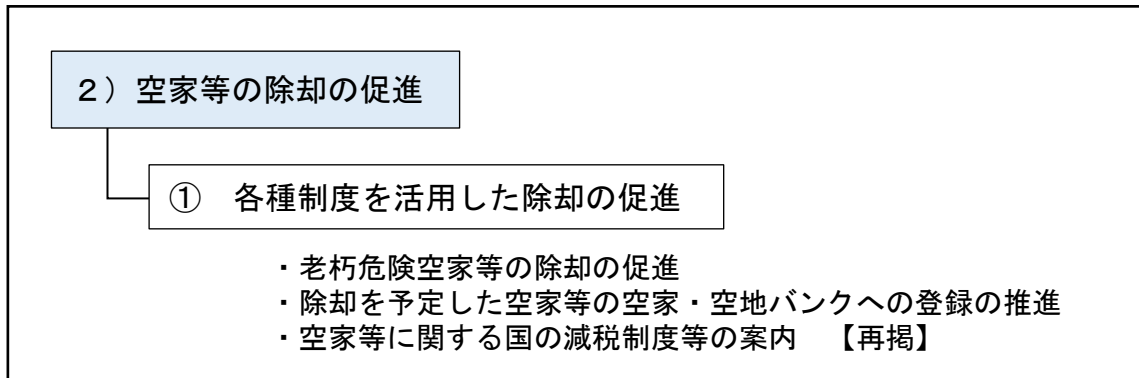 ２）空家等の除却の促進
①　各種制度を活用した除却の促進
・老朽危険空家等の除却の促進
・除却を予定した空家等の空家・空地バンクへの登録の推進
・空家等に関する国の減税制度等の案内　【再掲】